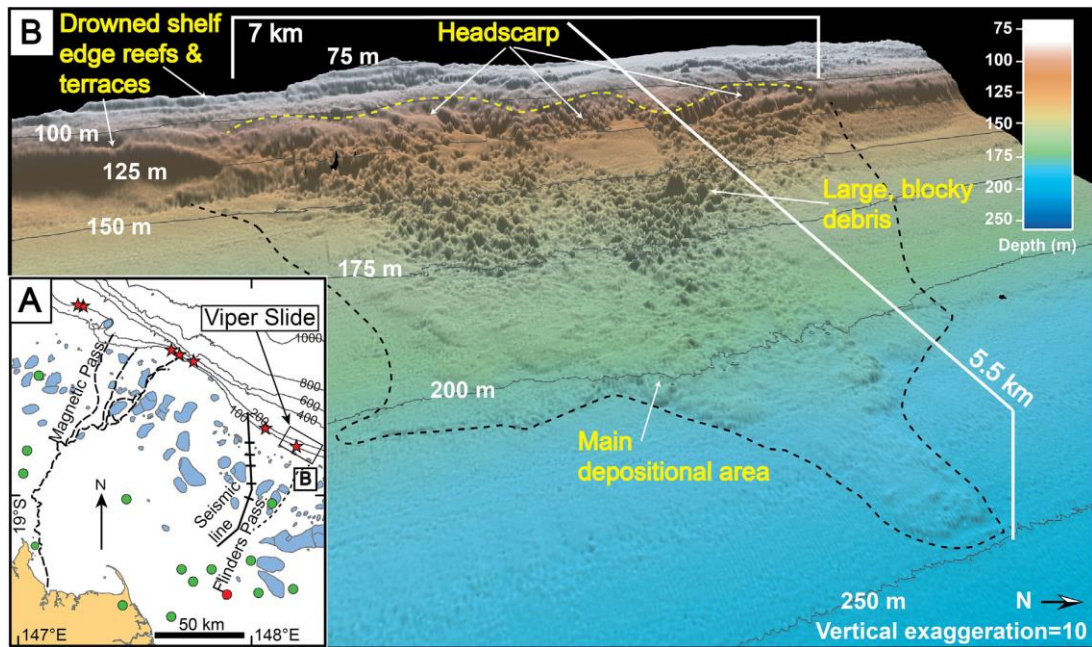 B
Drowned shelf
edge reefs &
terraces
7 km
75 m
Headscarp
100 m
125 m
150 m
175 m
200 m
250 m
Large, blocky
debris
5.5 km
Main
depositional area
N
Vertical exaggeration=10
75
100
125
150
175
200
250
Depth (m)
A
Viper Slide
Magnetic Pass.
1000
800
600
400
200
100
B
N
Seismic
line
Flinders Pass.
19°S
147°E
50 km
148°E